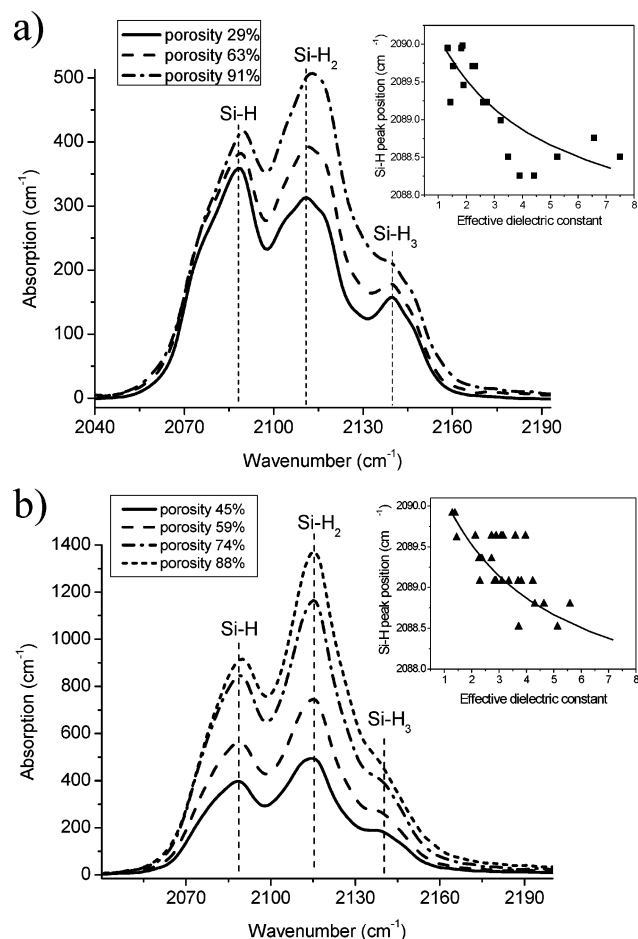 a)
porosity 29%
porosity 63%
porosity 91%
Si-H
Si-H2
Si-H3
500
400
300
200
100
0
Absorption (cm-1)
2040 2070 2100 2130 2160 2190
Wavenumber (cm-1)
2090.0
2089.5
2089.0
2088.5
2088.0
Si-H peak position (cm-1)
1 2 3 4 5 6 7 8
Effective dielectric constant
b)
porosity 45%
porosity 59%
porosity 74%
porosity 88%
Si-H
Si-H2
Si-H3
1400
1200
1000
800
600
400
200
0
Absorption (cm-1)
2070 2100 2130 2160 2190
Wavenumber (cm-1)
2090.0
2089.5
2089.0
2088.5
2088.0
Si-H peak position (cm-1)
1 2 3 4 5 6 7 8
Effective dielectric constant